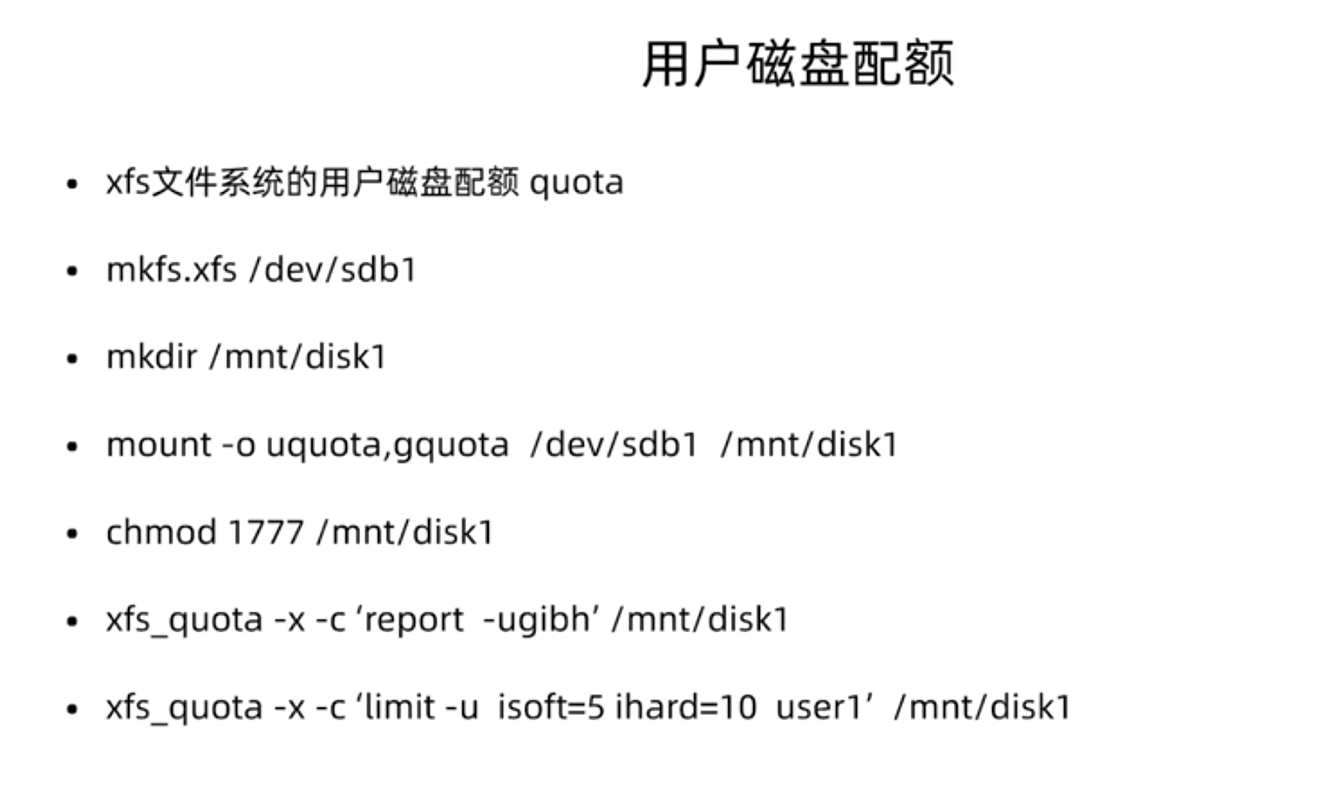 用户磁盘配额
• xfs文件系统的用户磁盘配额 quota
• mkfs.xfs /dev/sdb1
• mkdir /mnt/disk1
• mount -o uquota,gquota  /dev/sdb1  /mnt/disk1
• chmod 1777 /mnt/disk1
• xfs_quota -x -c ‘report  -ugibh’ /mnt/disk1
• xfs_quota -x -c ‘limit -u  isoft=5 ihard=10  user1’  /mnt/disk1